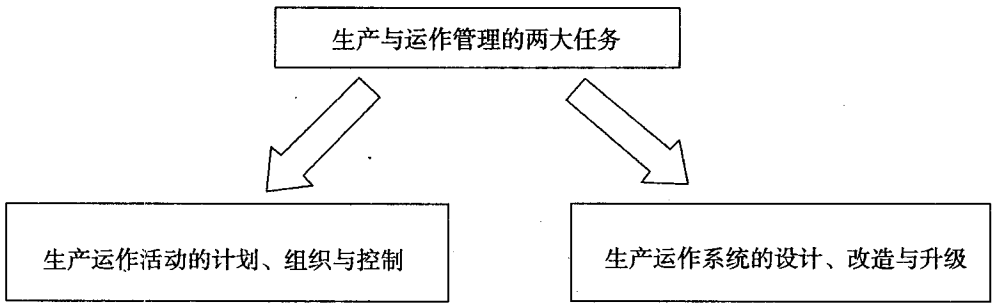 生产与运作管理的两大任务
生产运作活动的计划、组织与控制
生产运作系统的设计、改造与升级